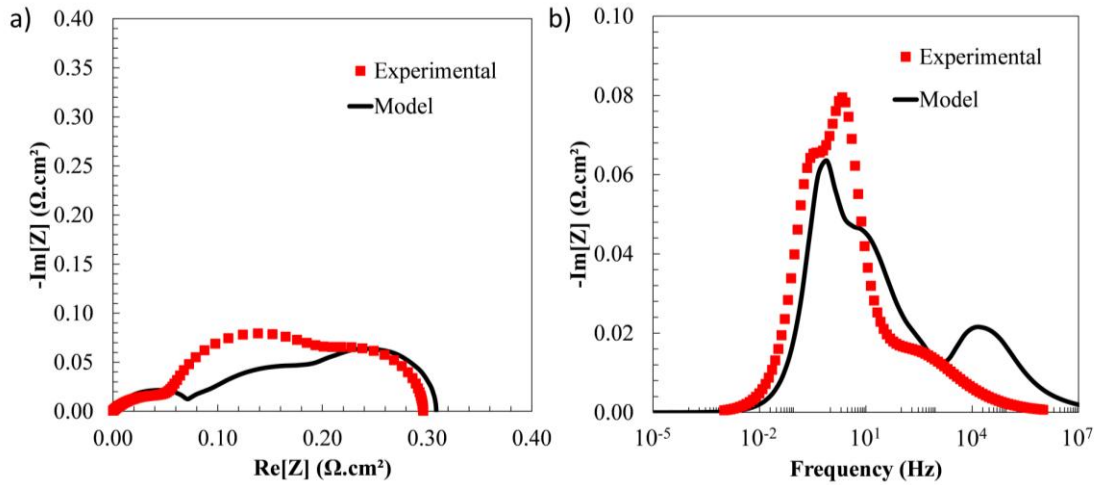 a)
0.40
0.35
0.30
0.25
0.20
0.15
0.10
0.05
0.00
-Im[Z] (Ω.cm²)
Experimental
Model
0.00 0.10 0.20 0.30 0.40
Re[Z] (Ω.cm²)
b)
0.10
0.08
0.06
0.04
0.02
0.00
-Im[Z] (Ω.cm²)
Experimental
Model
10⁻⁵ 10⁻² 10¹ 10⁴ 10⁷
Frequency (Hz)